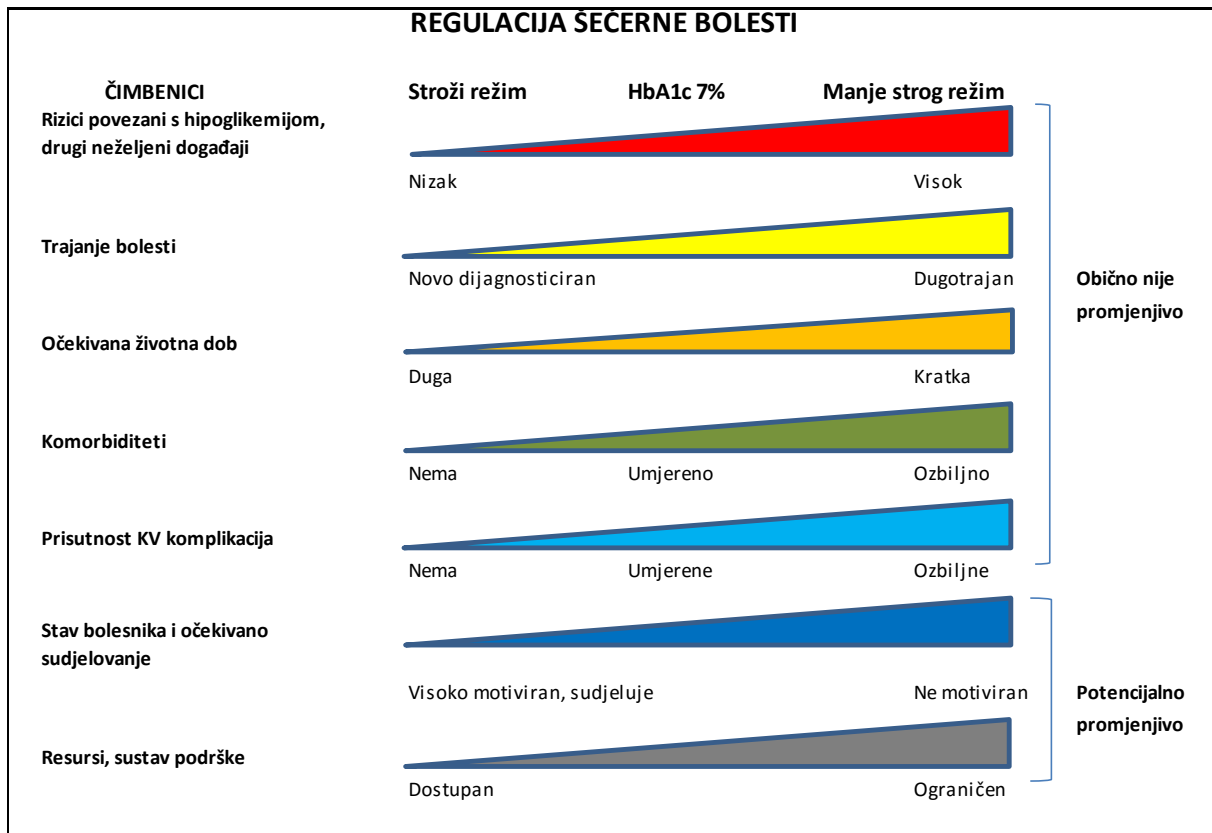 REGULACIJA ŠEĆERNE BOLESTI
ČIMBENICI
Stroži režim
HbA1c 7%
Manje strog režim
Rizici povezani s hipoglikemijom,
drugi neželjeni događaji
Nizak
Visok
Trajanje bolesti
Novo dijagnosticiran
Dugotrajan
Očekivana životna dob
Duga
Kratka
Komorbiditeti
Nema
Umjereno
Ozbiljno
Prisutnost KV komplikacija
Nema
Umjerene
Ozbiljne
Obično nije
promjenjivo
Stav bolesnika i očekivano
sudjelovanje
Visoko motiviran, sudjeluje
Ne motiviran
Resursi, sustav podrške
Dostupan
Ograničen
Potencijalno
promjenjivo